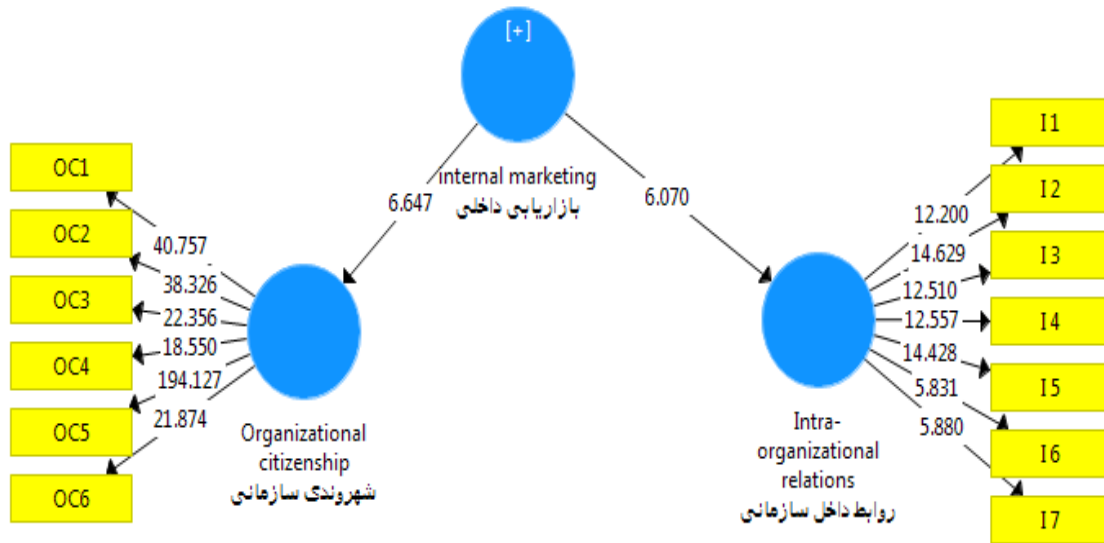 [+]
internal marketing
بازاریابی داخلی
6.647
6.070
OC1
OC2
OC3
OC4
OC5
OC6
40.757
38.326
22.356
18.550
194.127
21.874
Organizational
citizenship
شهروندی سازمانی
I1
I2
I3
I4
I5
I6
I7
12.200
14.629
12.510
12.557
14.428
5.831
5.880
Intra-
organizational
relations
روابط داخل سازمانی